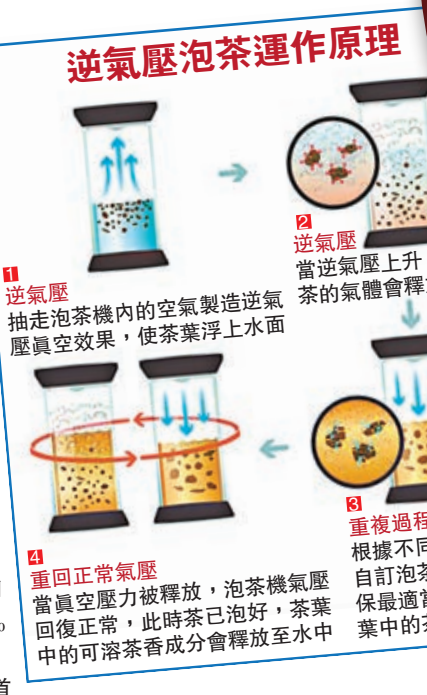 逆氣壓泡茶運作原理
1
逆氣壓
抽走泡茶機內的空氣製造逆氣
壓真空效果，使茶葉浮上水面
2
逆氣壓
當逆氣壓上升
茶的氣體會釋
3
重複過程
根據不同
自訂泡茶
保最適當
葉中的茶
4
重回正常氣壓
當真空壓力被釋放，泡茶機氣壓
回復正常，此時茶已泡好，茶葉
中的可溶茶香成分會釋放至水中